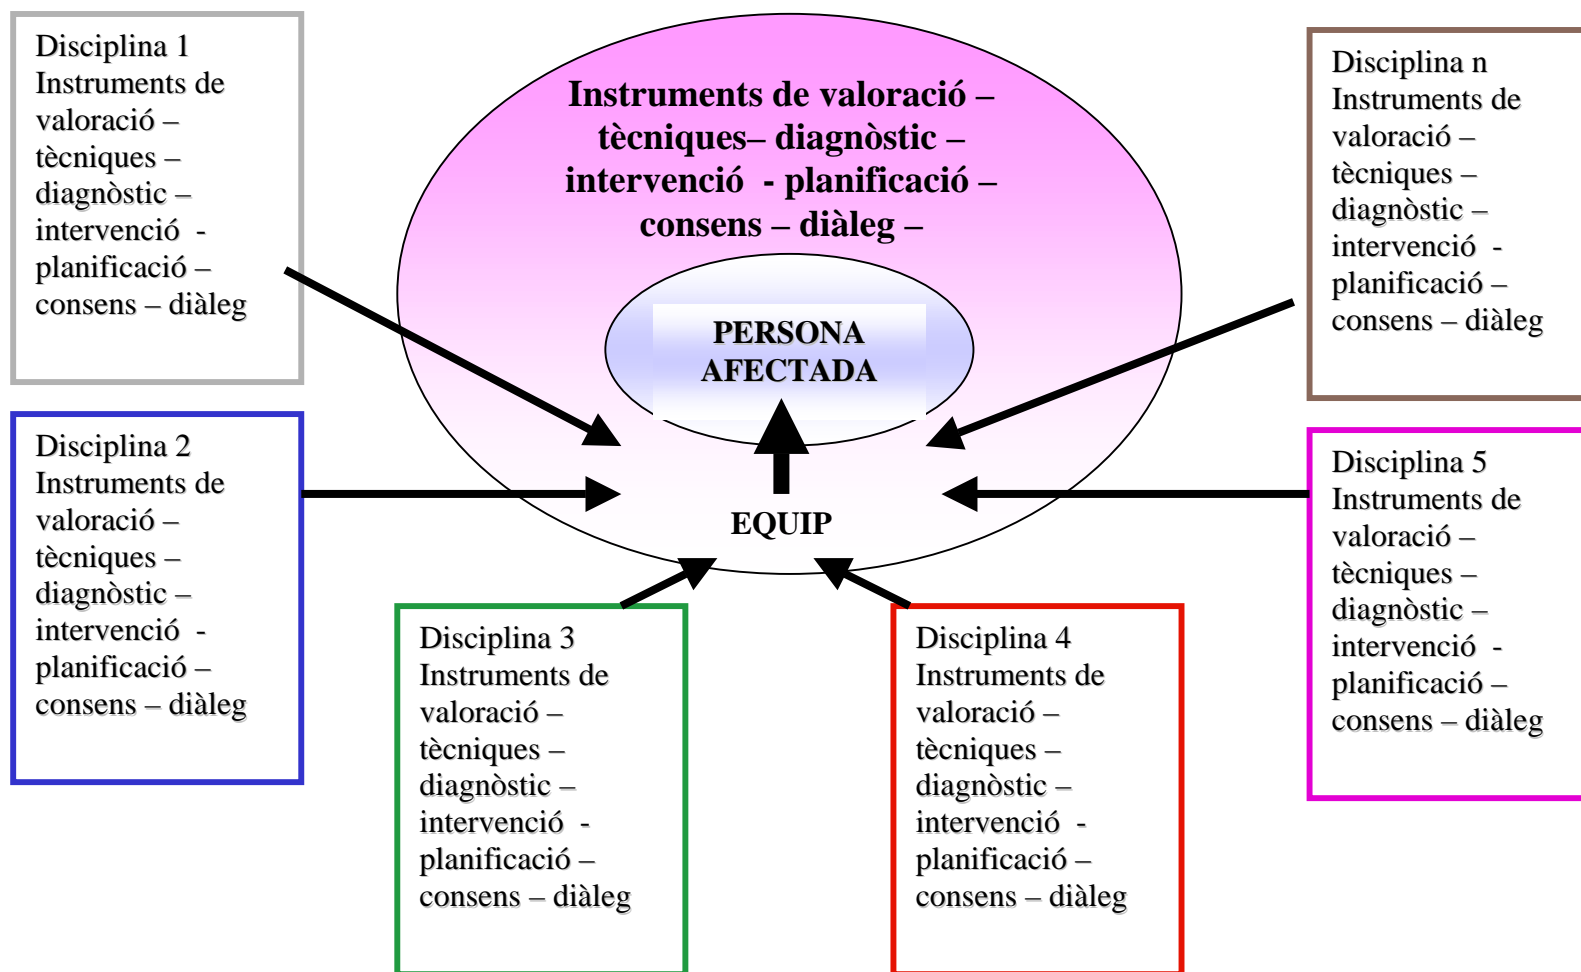 Disciplina 1
Instruments de
valoració –
tècniques –
diagnòstic –
intervenció -
planificació –
consens – diàleg
Instruments de valoració –
tècniques– diagnòstic –
intervenció - planificació –
consens – diàleg –
PERSONA
AFECTADA
EQUIP
Disciplina n
Instruments de
valoració –
tècniques –
diagnòstic –
intervenció -
planificació –
consens – diàleg
Disciplina 2
Instruments de
valoració –
tècniques –
diagnòstic –
intervenció -
planificació –
consens – diàleg
Disciplina 3
Instruments de
valoració –
tècniques –
diagnòstic –
intervenció -
planificació –
consens – diàleg
Disciplina 4
Instruments de
valoració –
tècniques –
diagnòstic –
intervenció -
planificació –
consens – diàleg
Disciplina 5
Instruments de
valoració –
tècniques –
diagnòstic –
intervenció -
planificació –
consens – diàleg